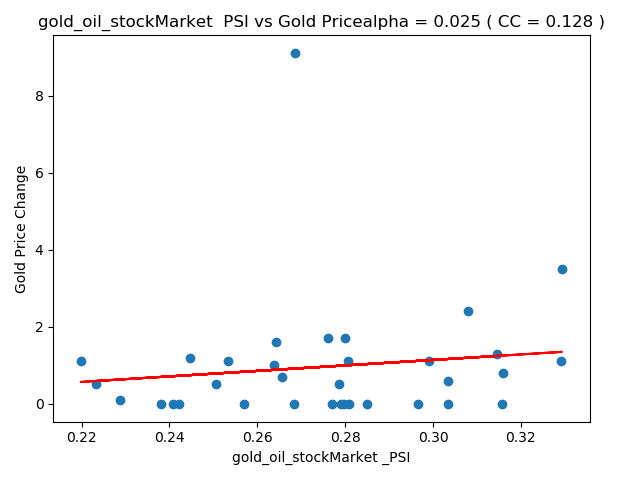 gold_oil_stockMarket  PSI vs Gold Pricealpha = 0.025 ( CC = 0.128 )
Gold Price Change
8
6
4
2
0
0.22 0.24 0.26 0.28 0.30 0.32
gold_oil_stockMarket _PSI